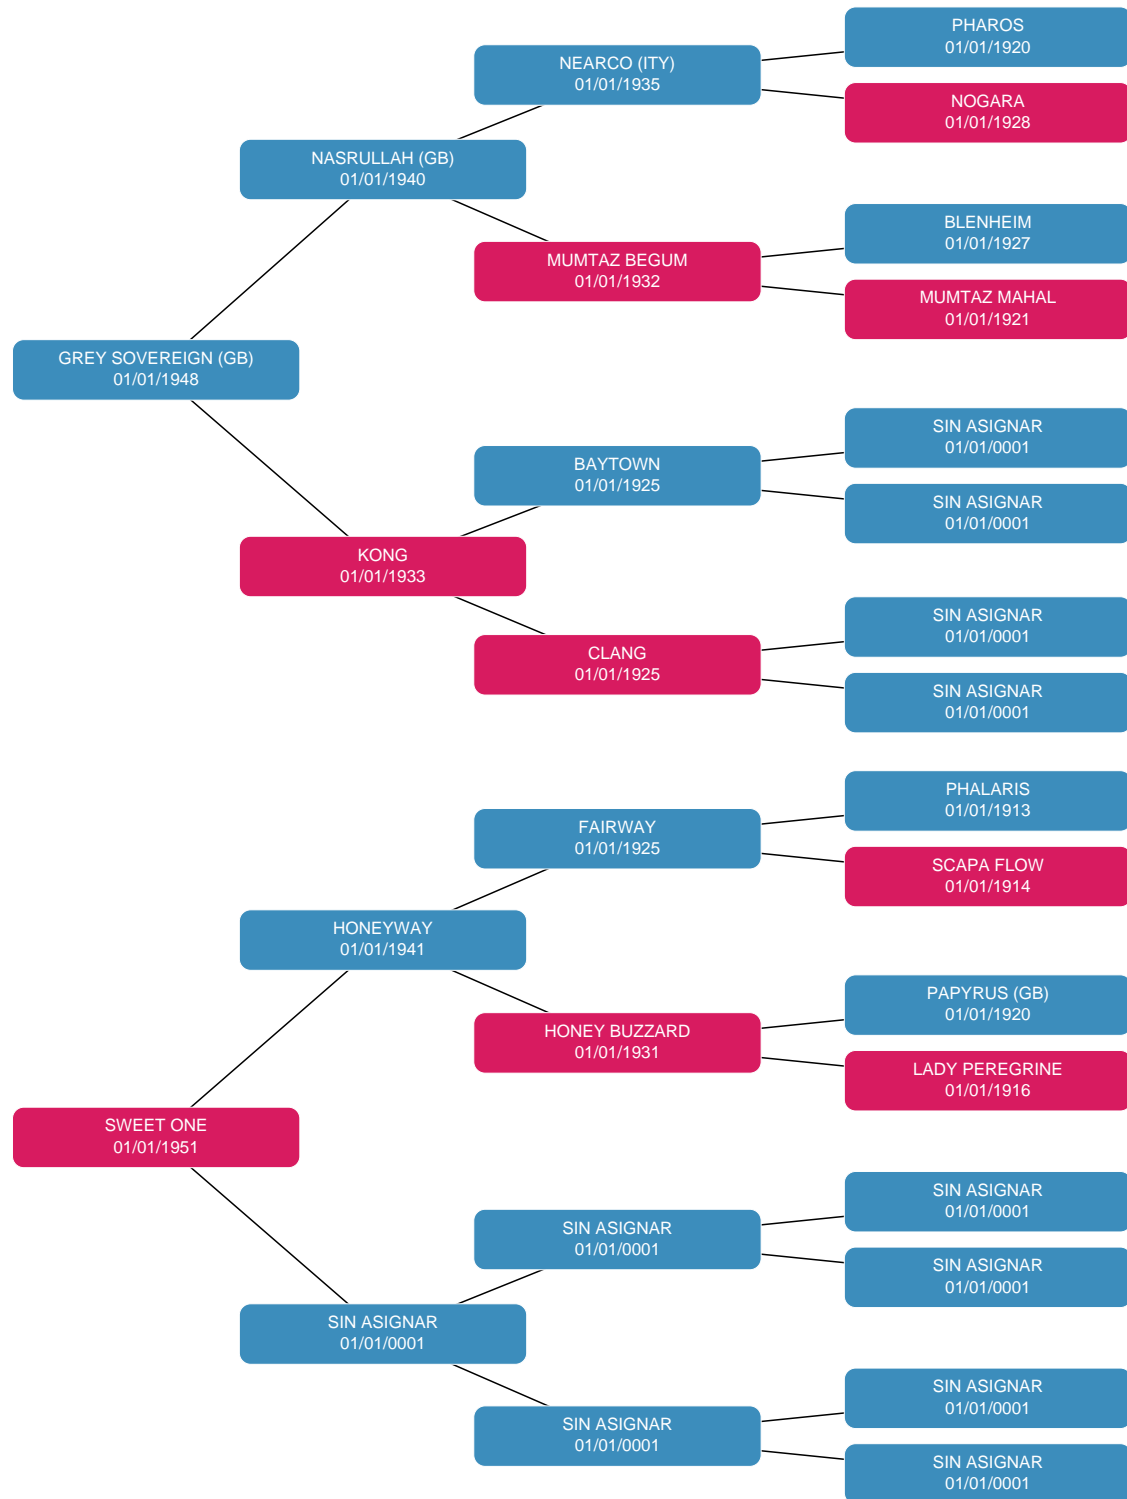 PHAROS
01/01/1920
NEARCO (ITY)
01/01/1935
NOGARA
01/01/1928
NASRULLAH (GB)
01/01/1940
BLENHEIM
01/01/1927
MUMTAZ BEGUM
01/01/1932
MUMTAZ MAHAL
01/01/1921
GREY SOVEREIGN (GB)
01/01/1948
SIN ASIGNAR
01/01/0001
BAYTOWN
01/01/1925
SIN ASIGNAR
01/01/0001
KONG
01/01/1933
SIN ASIGNAR
01/01/0001
CLANG
01/01/1925
SIN ASIGNAR
01/01/0001
PHALARIS
01/01/1913
FAIRWAY
01/01/1925
SCAPA FLOW
01/01/1914
HONEYWAY
01/01/1941
PAPYRUS (GB)
01/01/1920
HONEY BUZZARD
01/01/1931
LADY PEREGRINE
01/01/1916
SWEET ONE
01/01/1951
SIN ASIGNAR
01/01/0001
SIN ASIGNAR
01/01/0001
SIN ASIGNAR
01/01/0001
SIN ASIGNAR
01/01/0001
SIN ASIGNAR
01/01/0001
SIN ASIGNAR
01/01/0001
SIN ASIGNAR
01/01/0001